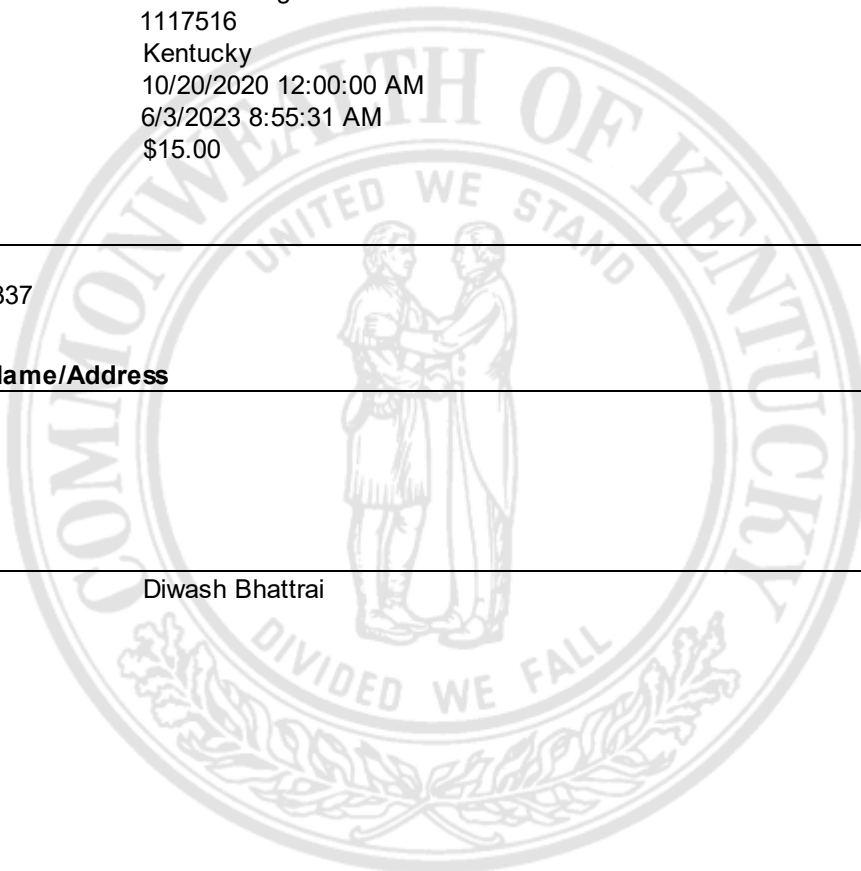 1117516
Kentucky
10/20/2020 12:00:00 AM
6/3/2023 8:55:31 AM
$15.00
COMMONWEALTH OF KENTUCKY
UNITED WE STAND
337
Name/Address
Diwash Bhattrai
DIVIDED WE FALL